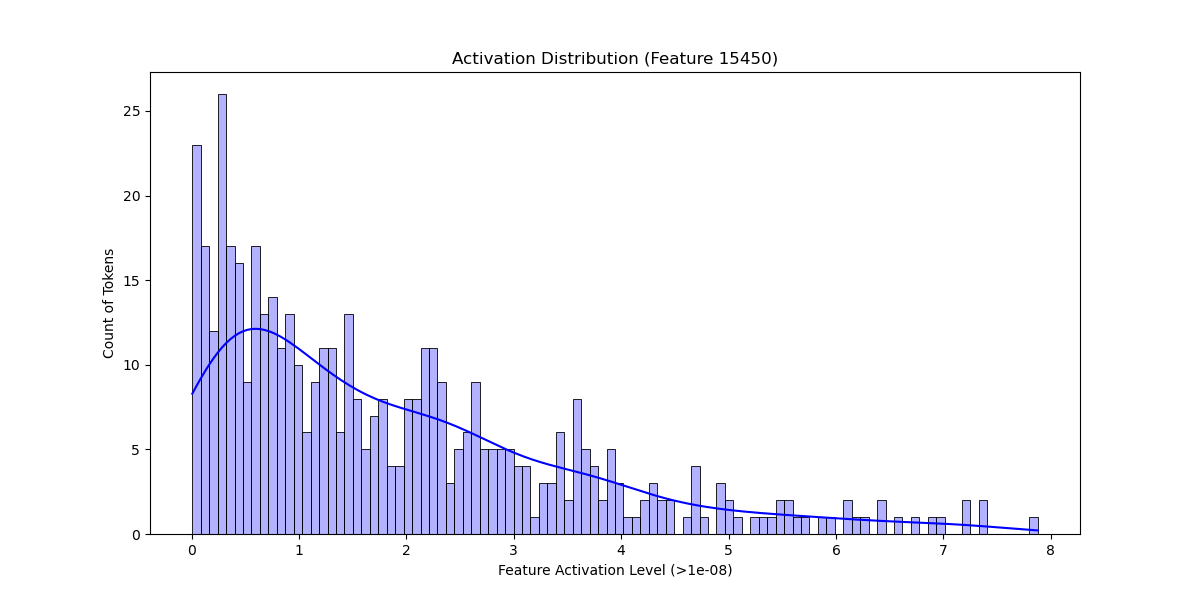 Activation Distribution (Feature 15450)
25
20
15
10
5
0
Count of Tokens
0 1 2 3 4 5 6 7 8
Feature Activation Level (>1e-08)